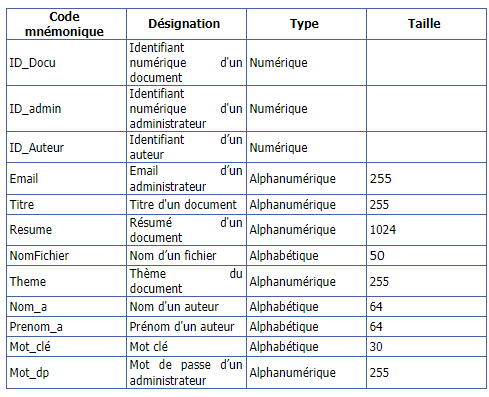 Code mnémonique Désignation Type Taille
ID_Docu Identifiant numérique d'un document Numérique
ID_admin Identifiant numérique d'un administrateur Numérique
ID_Auteur Identifiant d'un auteur Numérique
Email Email d'un administrateur Alphanumérique 255
Titre Titre d'un document Alphanumérique 255
Resume Résumé d'un document Alphanumérique 1024
NomFichier Nom d'un fichier Alphabétique 50
Theme Thème du document Alphanumérique 255
Nom_a Nom d'un auteur Alphabétique 64
Prenom_a Prénom d'un auteur Alphabétique 64
Mot_clé Mot clé Alphabétique 30
Mot_dp Mot de passe d'un administrateur Alphanumérique 255